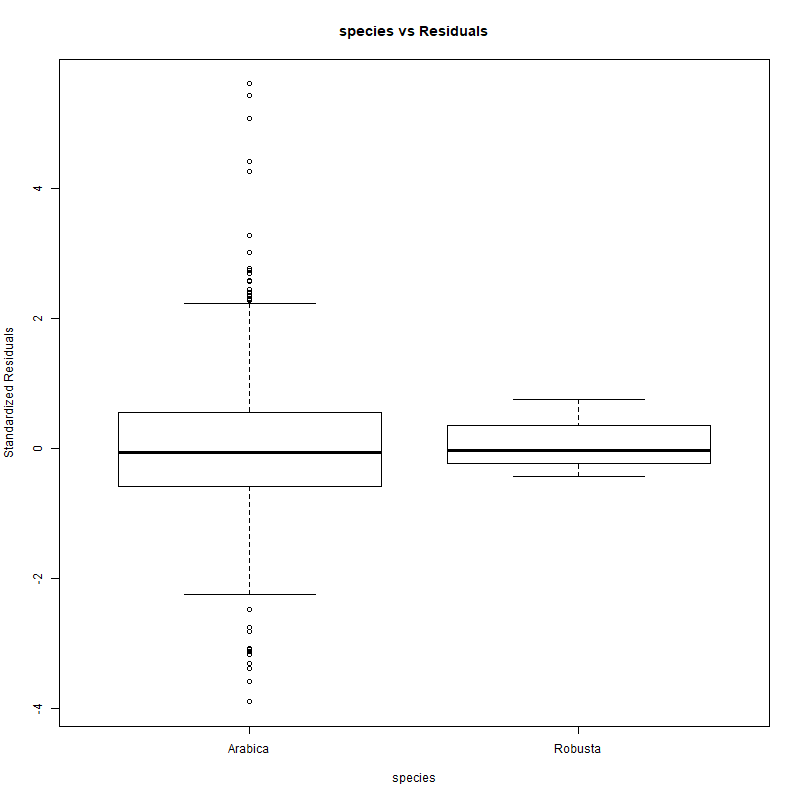 species vs Residuals
Standardized Residuals
4
2
0
-2
-4
Arabica
Robusta
species